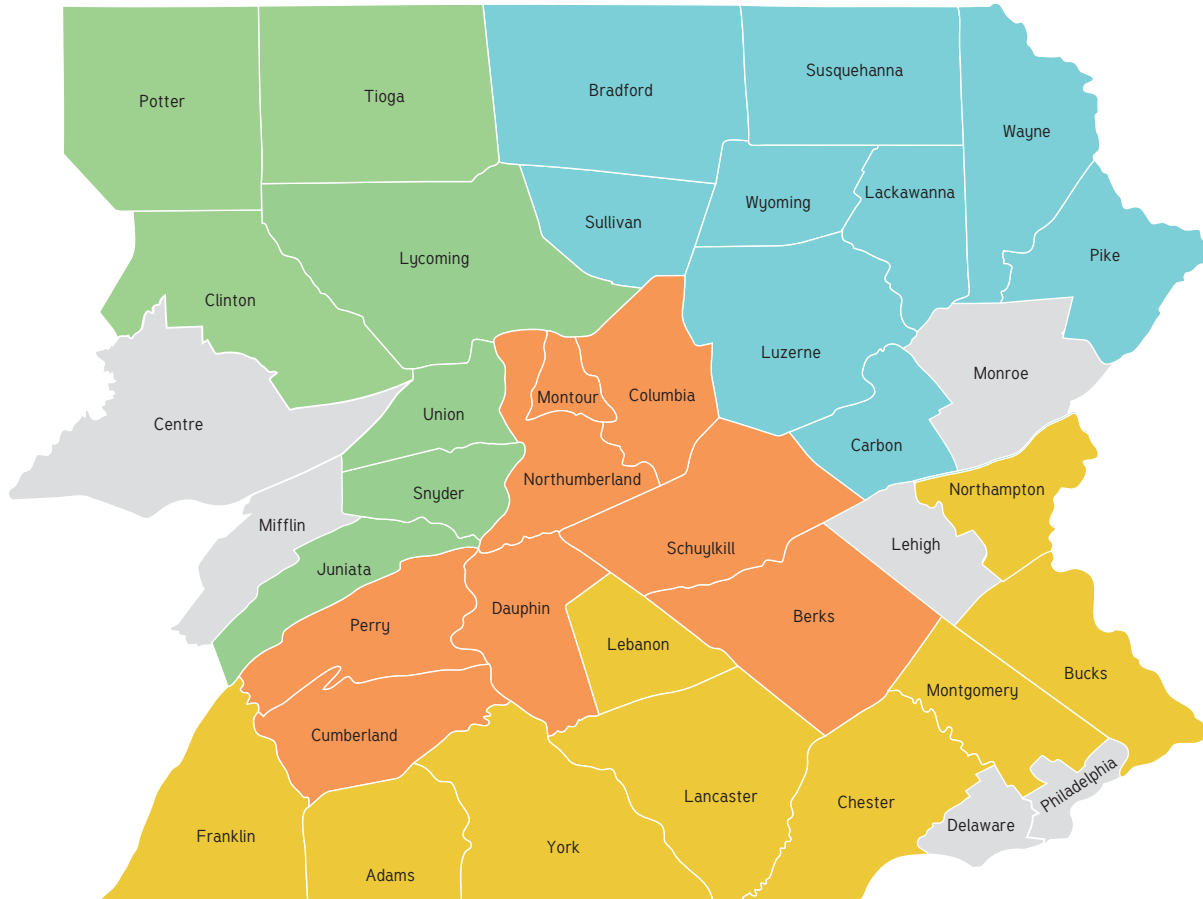 Susquehanna
Bradford
Tioga
Potter
Wayne
Lackawanna
Wyoming
Sullivan
Pike
Lycoming
Clinton
Luzerne
Monroe
Columbia
Montour
Union
Centre
Carbon
Northumberland
Northampton
Snyder
Mifflin
Lehigh
Schuylkill
Juniata
Dauphin
Berks
Perry
Lebanon
Bucks
Montgomery
Cumberland
Philadelphia
Lancaster
Chester
Delaware
Franklin
York
Adams